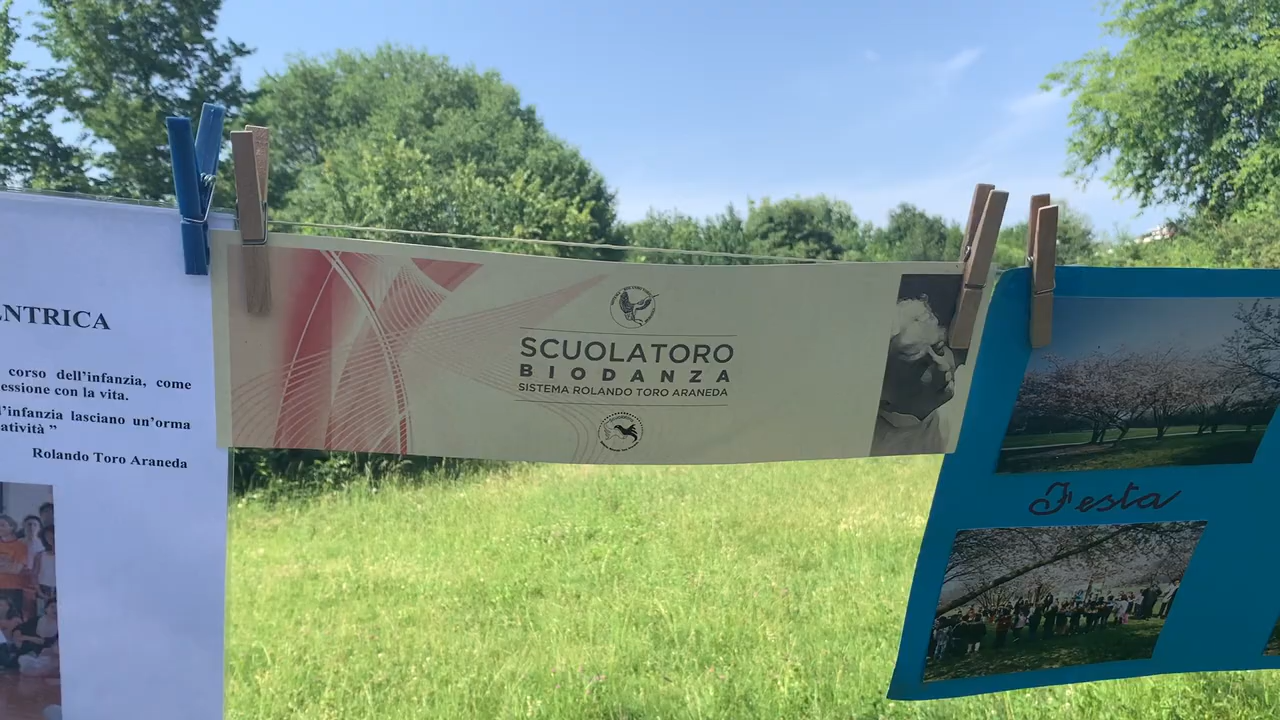 ENTRICA
corso dell'infanzia, come
essione con la vita.
l'infanzia lasciano un'orma
atività ”
Rolando Toro Araneda
SCUOLATORO
BIODANZA
SISTEMA ROLANDO TORO ARANEDA
Festa